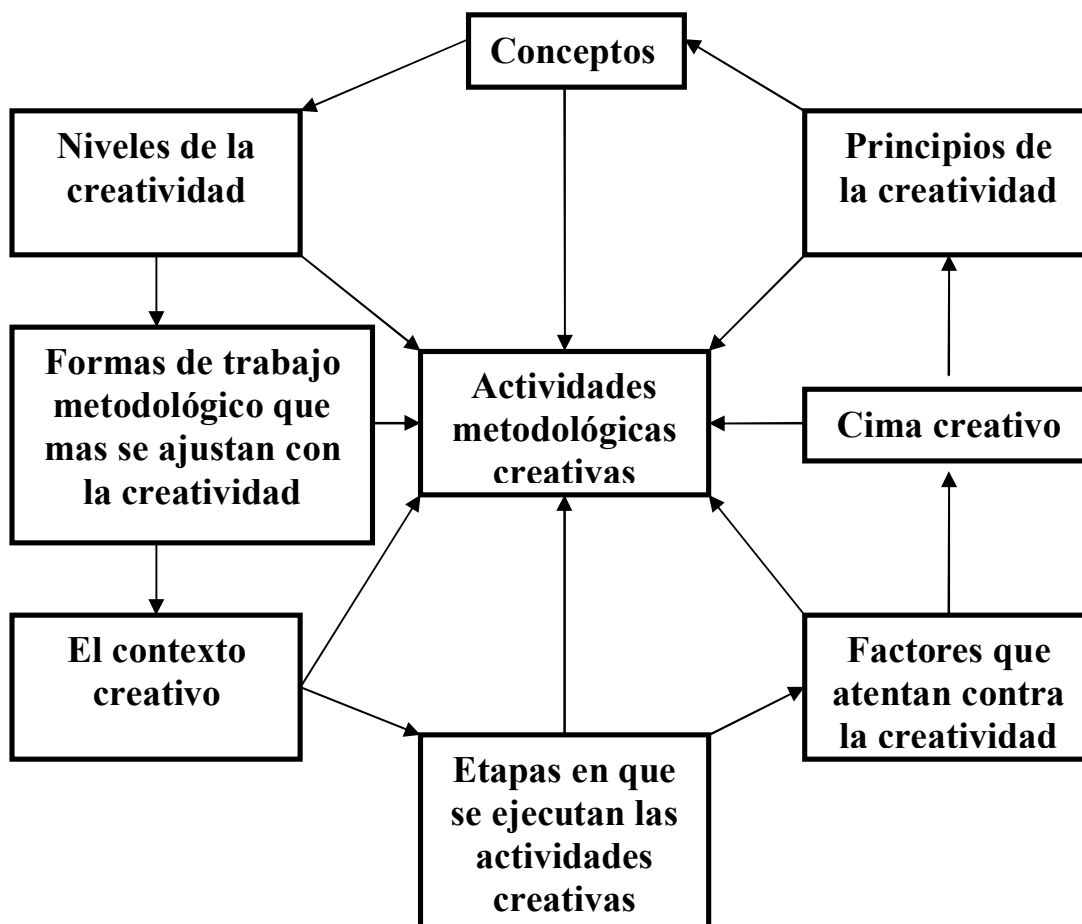 Conceptos
Niveles de la
creatividad
Principios de
la creatividad
Formas de trabajo
metodológico que
mas se ajustan con
la creatividad
Actividades
metodológicas
creativas
Cima creativo
El contexto
creativo
Factores que
atentan contra
la creatividad
Etapas en que
se ejecutan las
actividades
creativas